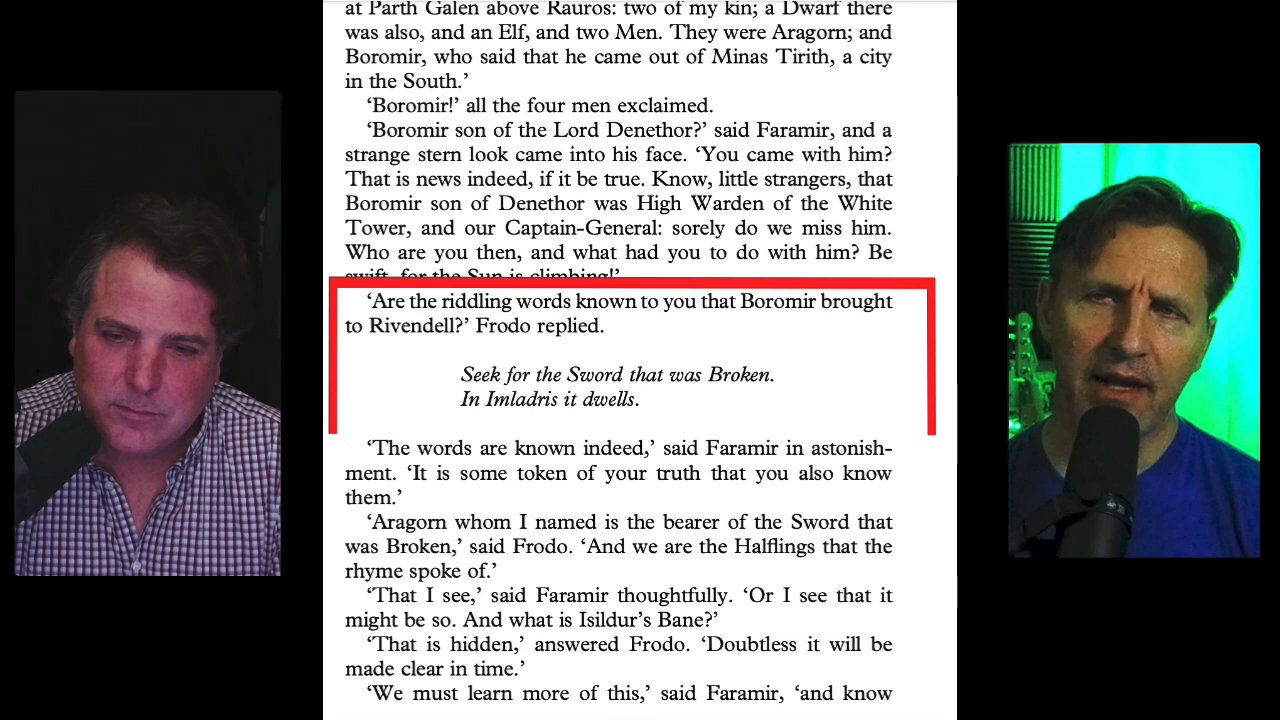 at Parth Galen above Rauros: two of my kin; a Dwarf there
was also, and an Elf, and two Men. They were Aragorn; and
Boromir, who said that he came out of Minas Tirith, a city
in the South.’
‘Boromir!’ all the four men exclaimed.
‘Boromir son of the Lord Denethor?’ said Faramir, and a
strange stern look came into his face. ‘You came with him?
That is news indeed, if it be true. Know, little strangers, that
Boromir son of Denethor was High Warden of the White
Tower, and our Captain-General: sorely do we miss him.
Who are you then, and what had you to do with him? Be
swift, for the Sun is climbing!’
‘Are the riddling words known to you that Boromir brought
to Rivendell?’ Frodo replied.
Seek for the Sword that was Broken.
In Imladris it dwells.
‘The words are known indeed,’ said Faramir in astonish-
ment. ‘It is some token of your truth that you also know
them.’
‘Aragorn whom I named is the bearer of the Sword that
was Broken,’ said Frodo. ‘And we are the Halflings that the
rhyme spoke of.’
‘That I see,’ said Faramir thoughtfully. ‘Or I see that it
might be so. And what is Isildur’s Bane?’
‘That is hidden,’ answered Frodo. ‘Doubtless it will be
made clear in time.’
‘We must learn more of this,’ said Faramir, ‘and know